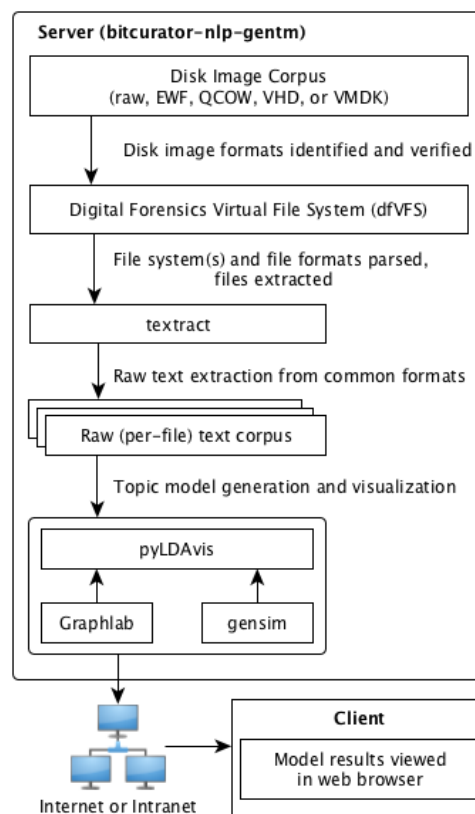 Server (bitcurator-nlp-gentm)
Disk Image Corpus
(raw, EWF, QCOW, VHD, or VMDK)
Disk image formats identified and verified
Digital Forensics Virtual File System (dfVFS)
File system(s) and file formats parsed,
files extracted
textract
Raw text extraction from common formats
Raw (per-file) text corpus
Topic model generation and visualization
pyLDAvis
Graphlab
gensim
Client
Model results viewed
in web browser
Internet or Intranet